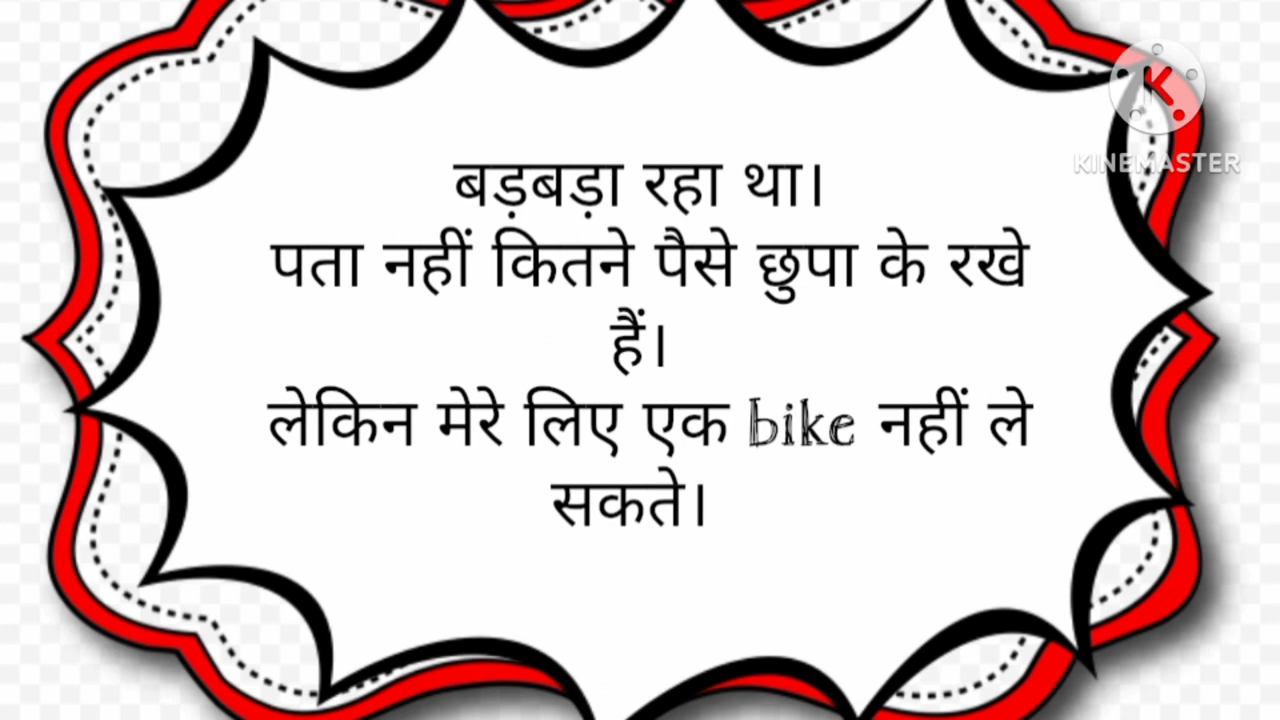 KINEMASTER
बड़बड़ा रहा था।
पता नहीं कितने पैसे छुपा के रखे
हैं।
लेकिन मेरे लिए एक bike नहीं ले
सकते।